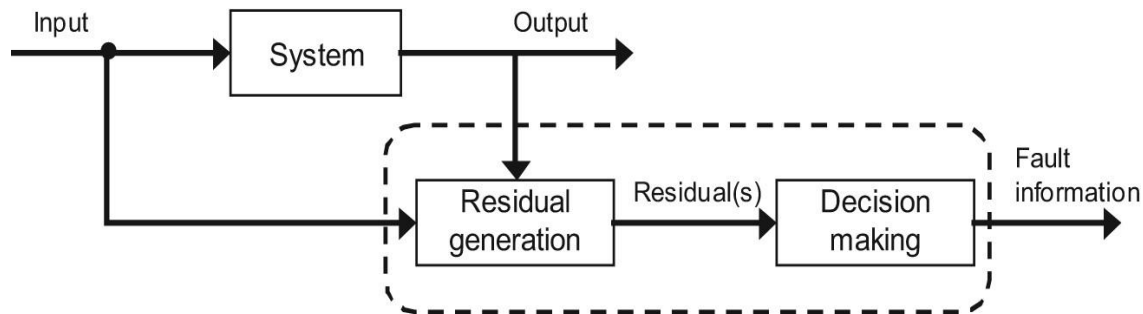 Input
Output
System
Fault
information
Residual
generation
Residual(s)
Decision
making